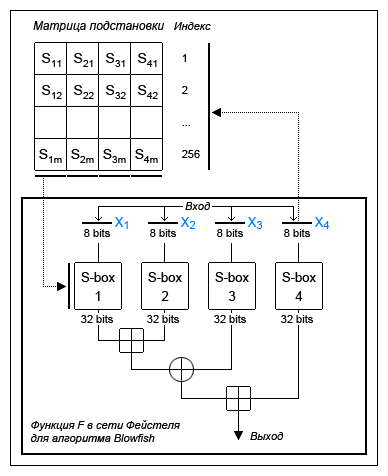 Матрица подстановки Индекс
S11 S21 S31 S41 1
S12 S22 S32 S42 2
...
S1m S2m S3m S4m 256
Вход
X1 X2 X3 X4
8 bits 8 bits 8 bits 8 bits
S-box S-box S-box S-box
1 2 3 4
32 bits 32 bits 32 bits 32 bits
Функция F в сети Фейстеля
для алгоритма Blowfish
Выход